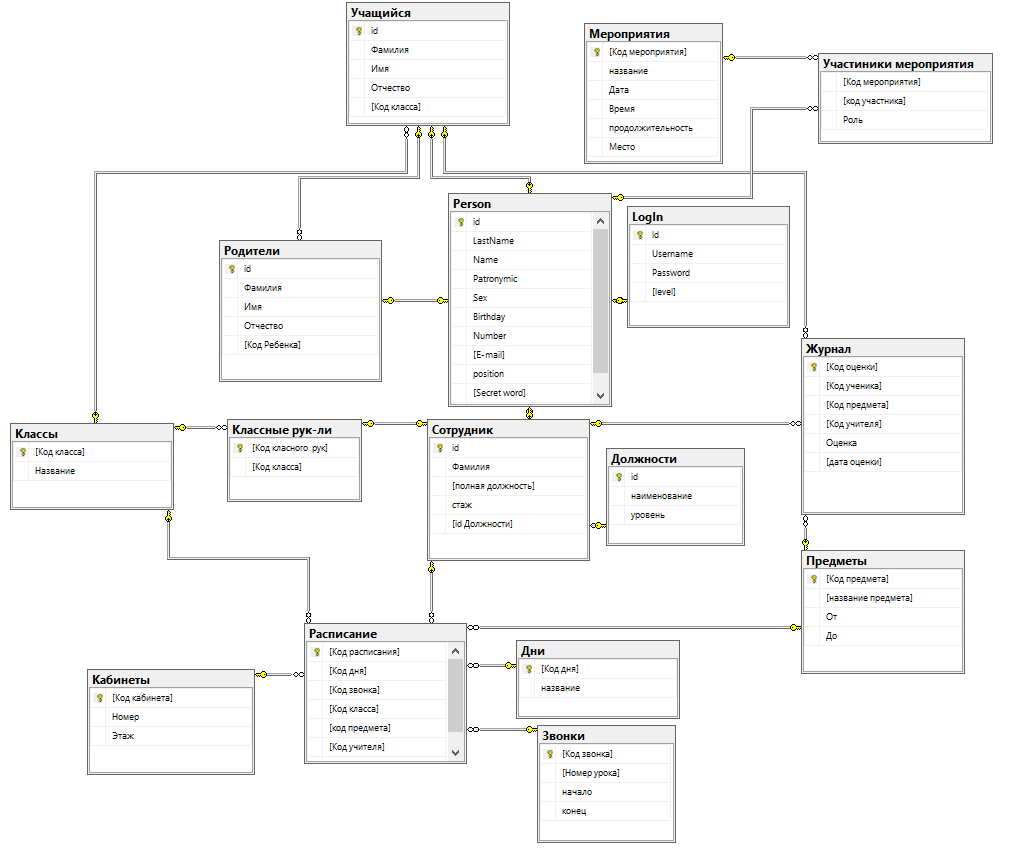 Учащийся
id
Фамилия
Имя
Отчество
[Код класса]
Мероприятия
[Код мероприятия]
название
Дата
Время
продолжительность
Место
Участиники мероприятия
[Код мероприятия]
[код участника]
Роль
Person
id
LastName
Name
Patronymic
Sex
Birthday
Number
[E-mail]
position
[Secret word]
LogIn
Id
Username
Password
[level]
Родители
id
Фамилия
Имя
Отчество
[Код Ребенка]
Журнал
[Код оценки]
[Код ученика]
[Код предмета]
[Код учителя]
Оценка
[дата оценки]
Классы
[Код класса]
Название
Классные рук-ли
[Код класного рук]
[Код класса]
Сотрудник
id
Фамилия
[полная должность]
стаж
[id Должности]
Должности
id
наименование
уровень
Предметы
[Код предмета]
[название предмета]
От
До
Расписание
[Код расписания]
[Код дня]
[Код звонка]
[Код класса]
[код предмета]
[Код учителя]
Дни
[Код дня]
название
Кабинеты
[Код кабинета]
Номер
Этаж
Звонки
[Код звонка]
[Номер урока]
начало
конец